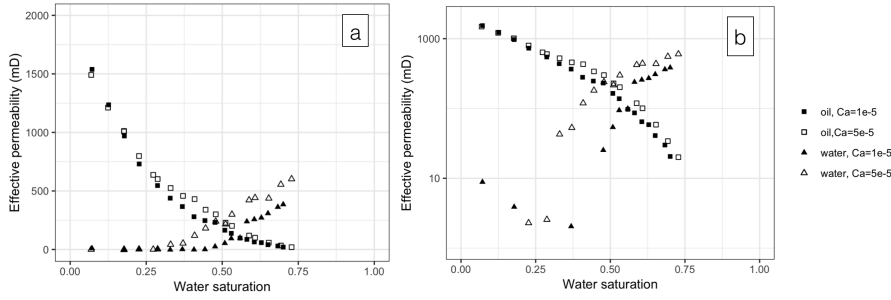 2000
1500
1000
500
0
Effective permeability (mD)
a
0.00 0.25 0.50 0.75 1.00
Water saturation
1000
10
Effective permeability (mD)
b
0.00 0.25 0.50 0.75 1.00
Water saturation
oil, Ca=1e-5
oil,Ca=5e-5
water, Ca=1e-5
water, Ca=5e-5